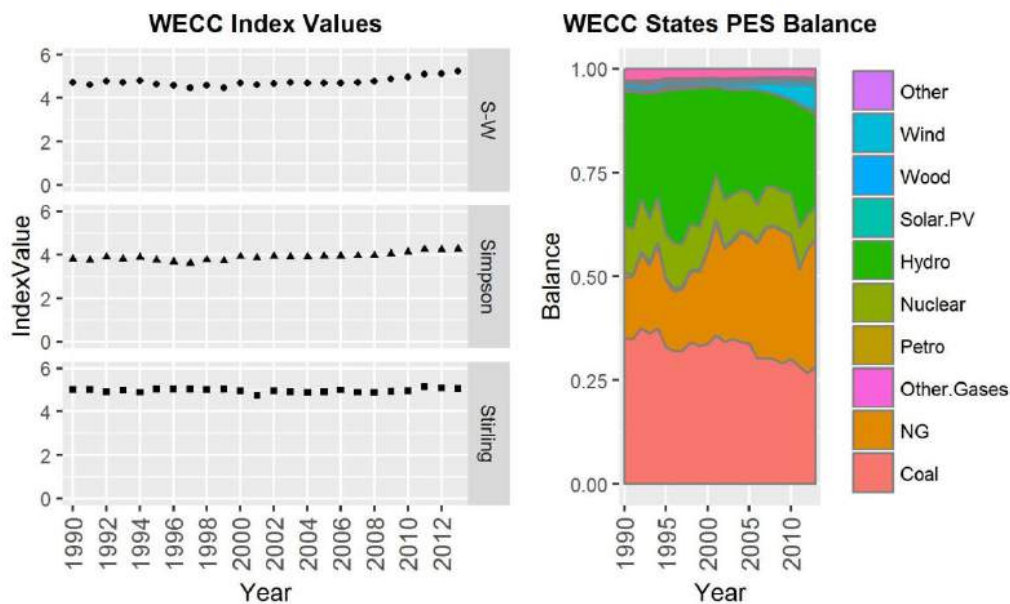 WECC Index Values
IndexValue
6
4
2
0
S-W
6
4
2
0
Simpson
6
4
2
0
Stirling
1990
1992
1994
1996
1998
2000
2002
2004
2006
2008
2010
2012
Year
WECC States PES Balance
Balance
1.00
0.75
0.50
0.25
0.00
1990
1995
2000
2005
2010
Year
Other
Wind
Wood
Solar.PV
Hydro
Nuclear
Petro
Other.Gases
NG
Coal